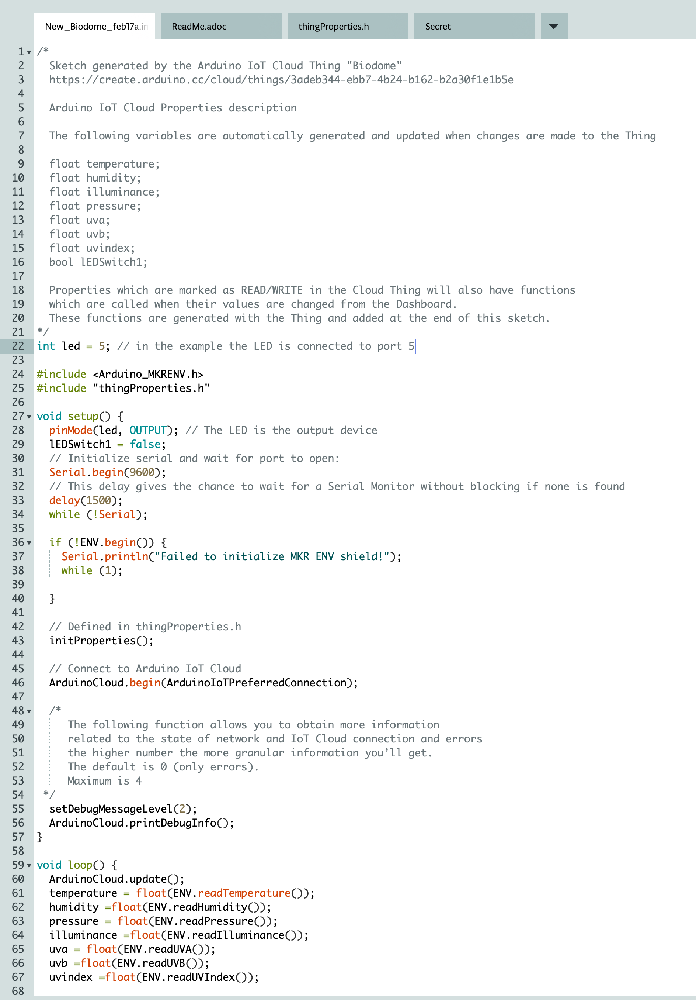 New_Biodome_feb17a.in
ReadMe.adoc
thingProperties.h
Secret
1 /*
2 Sketch generated by the Arduino IoT Cloud Thing "Biodome"
3 https://create.arduino.cc/cloud/things/3adeb344-ebb7-4b24-b162-b2a30f1e1b5e
4
5 Arduino IoT Cloud Properties description
6
7 The following variables are automatically generated and updated when changes are made to the Thing
8
9 float temperature;
10 float humidity;
11 float illuminance;
12 float pressure;
13 float uva;
14 float uvb;
15 float uvindex;
16 bool lEDSwitch1;
17
18 Properties which are marked as READ/WRITE in the Cloud Thing will also have functions
19 which are called when their values are changed from the Dashboard.
20 These functions are generated with the Thing and added at the end of this sketch.
21 */
22 int led = 5; // in the example the LED is connected to port 5
23
24 #include <Arduino_MKRENV.h>
25 #include "thingProperties.h"
26
27 void setup() {
28 pinMode(led, OUTPUT); // The LED is the output device
29 lEDSwitch1 = false;
30 // Initialize serial and wait for port to open:
31 Serial.begin(9600);
32 // This delay gives the chance to wait for a Serial Monitor without blocking if none is found
33 delay(1500);
34 while (!Serial);
35
36 if (!ENV.begin()) {
37 Serial.println("Failed to initialize MKR ENV shield!");
38 while (1);
39
40 }
41
42 // Defined in thingProperties.h
43 initProperties();
44
45 // Connect to Arduino IoT Cloud
46 ArduinoCloud.begin(ArduinoIoTPreferredConnection);
47
48 /*
49 The following function allows you to obtain more information
50 related to the state of network and IoT Cloud connection and errors
51 the higher number the more granular information you’ll get.
52 The default is 0 (only errors).
53 Maximum is 4
54 */
55 setDebugMessageLevel(2);
56 ArduinoCloud.printDebugInfo();
57 }
58
59 void loop() {
60 ArduinoCloud.update();
61 temperature = float(ENV.readTemperature());
62 humidity =float(ENV.readHumidity());
63 pressure = float(ENV.readPressure());
64 illuminance =float(ENV.readIlluminance());
65 uva = float(ENV.readUVA());
66 uvb =float(ENV.readUVB());
67 uvindex =float(ENV.readUVIndex());
68